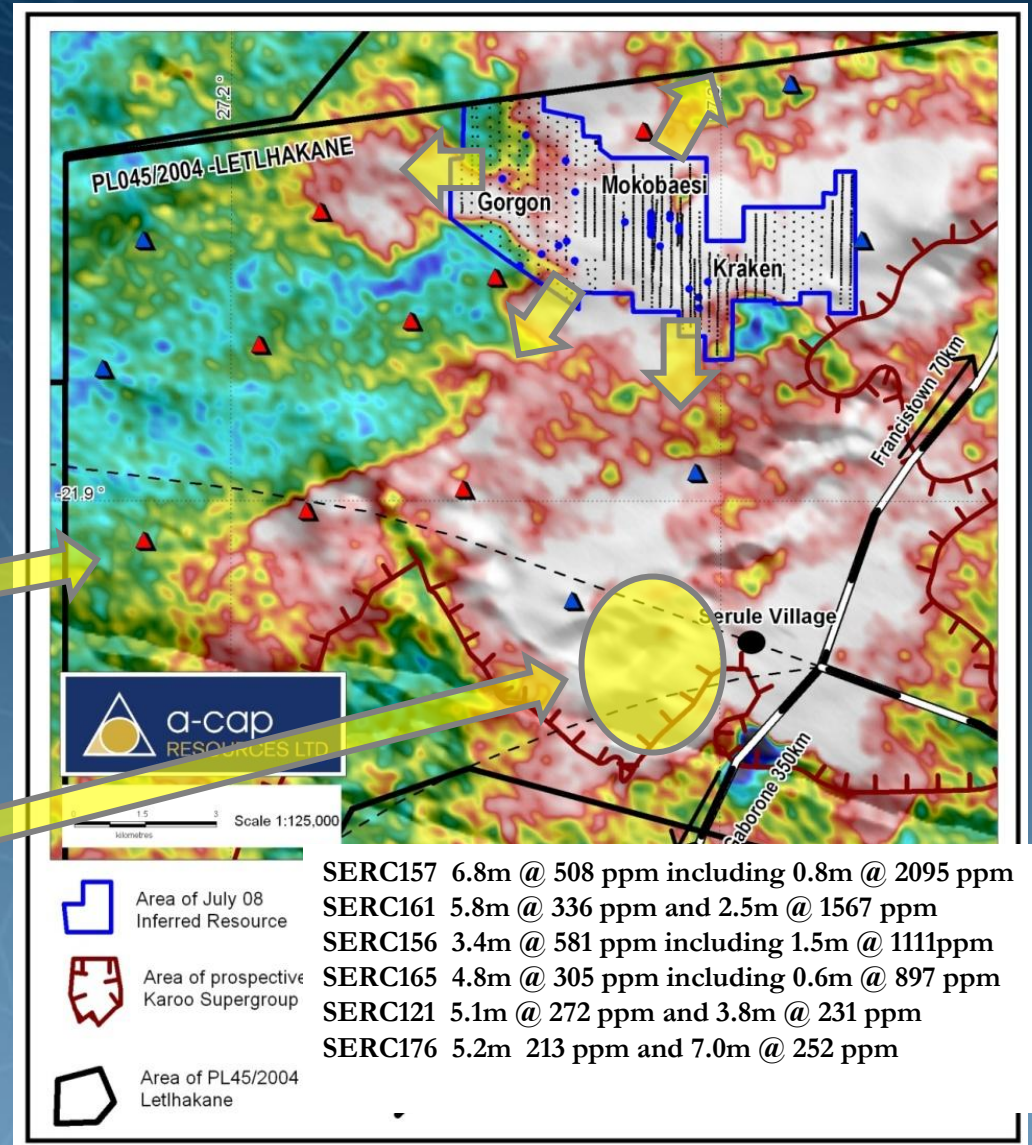 27.2 °
27.2 °
PL045/2004 -LETLHAKANE
Mokobaesi
Gorgon
Kraken
Francistown 70km
-21.9 °
Serule Village
a-cap
RESOURCES LTD
Gaborone 350km
0 1.5 3
kilometres
Scale 1:125,000
SERC157 6.8m @ 508 ppm including 0.8m @ 2095 ppm
SERC161 5.8m @ 336 ppm and 2.5m @ 1567 ppm
SERC156 3.4m @ 581 ppm including 1.5m @ 1111ppm
SERC165 4.8m @ 305 ppm including 0.6m @ 897 ppm
SERC121 5.1m @ 272 ppm and 3.8m @ 231 ppm
SERC176 5.2m 213 ppm and 7.0m @ 252 ppm
Area of July 08
Inferred Resource
Area of prospective
Karoo Supergroup
Area of PL45/2004
Letlhakane